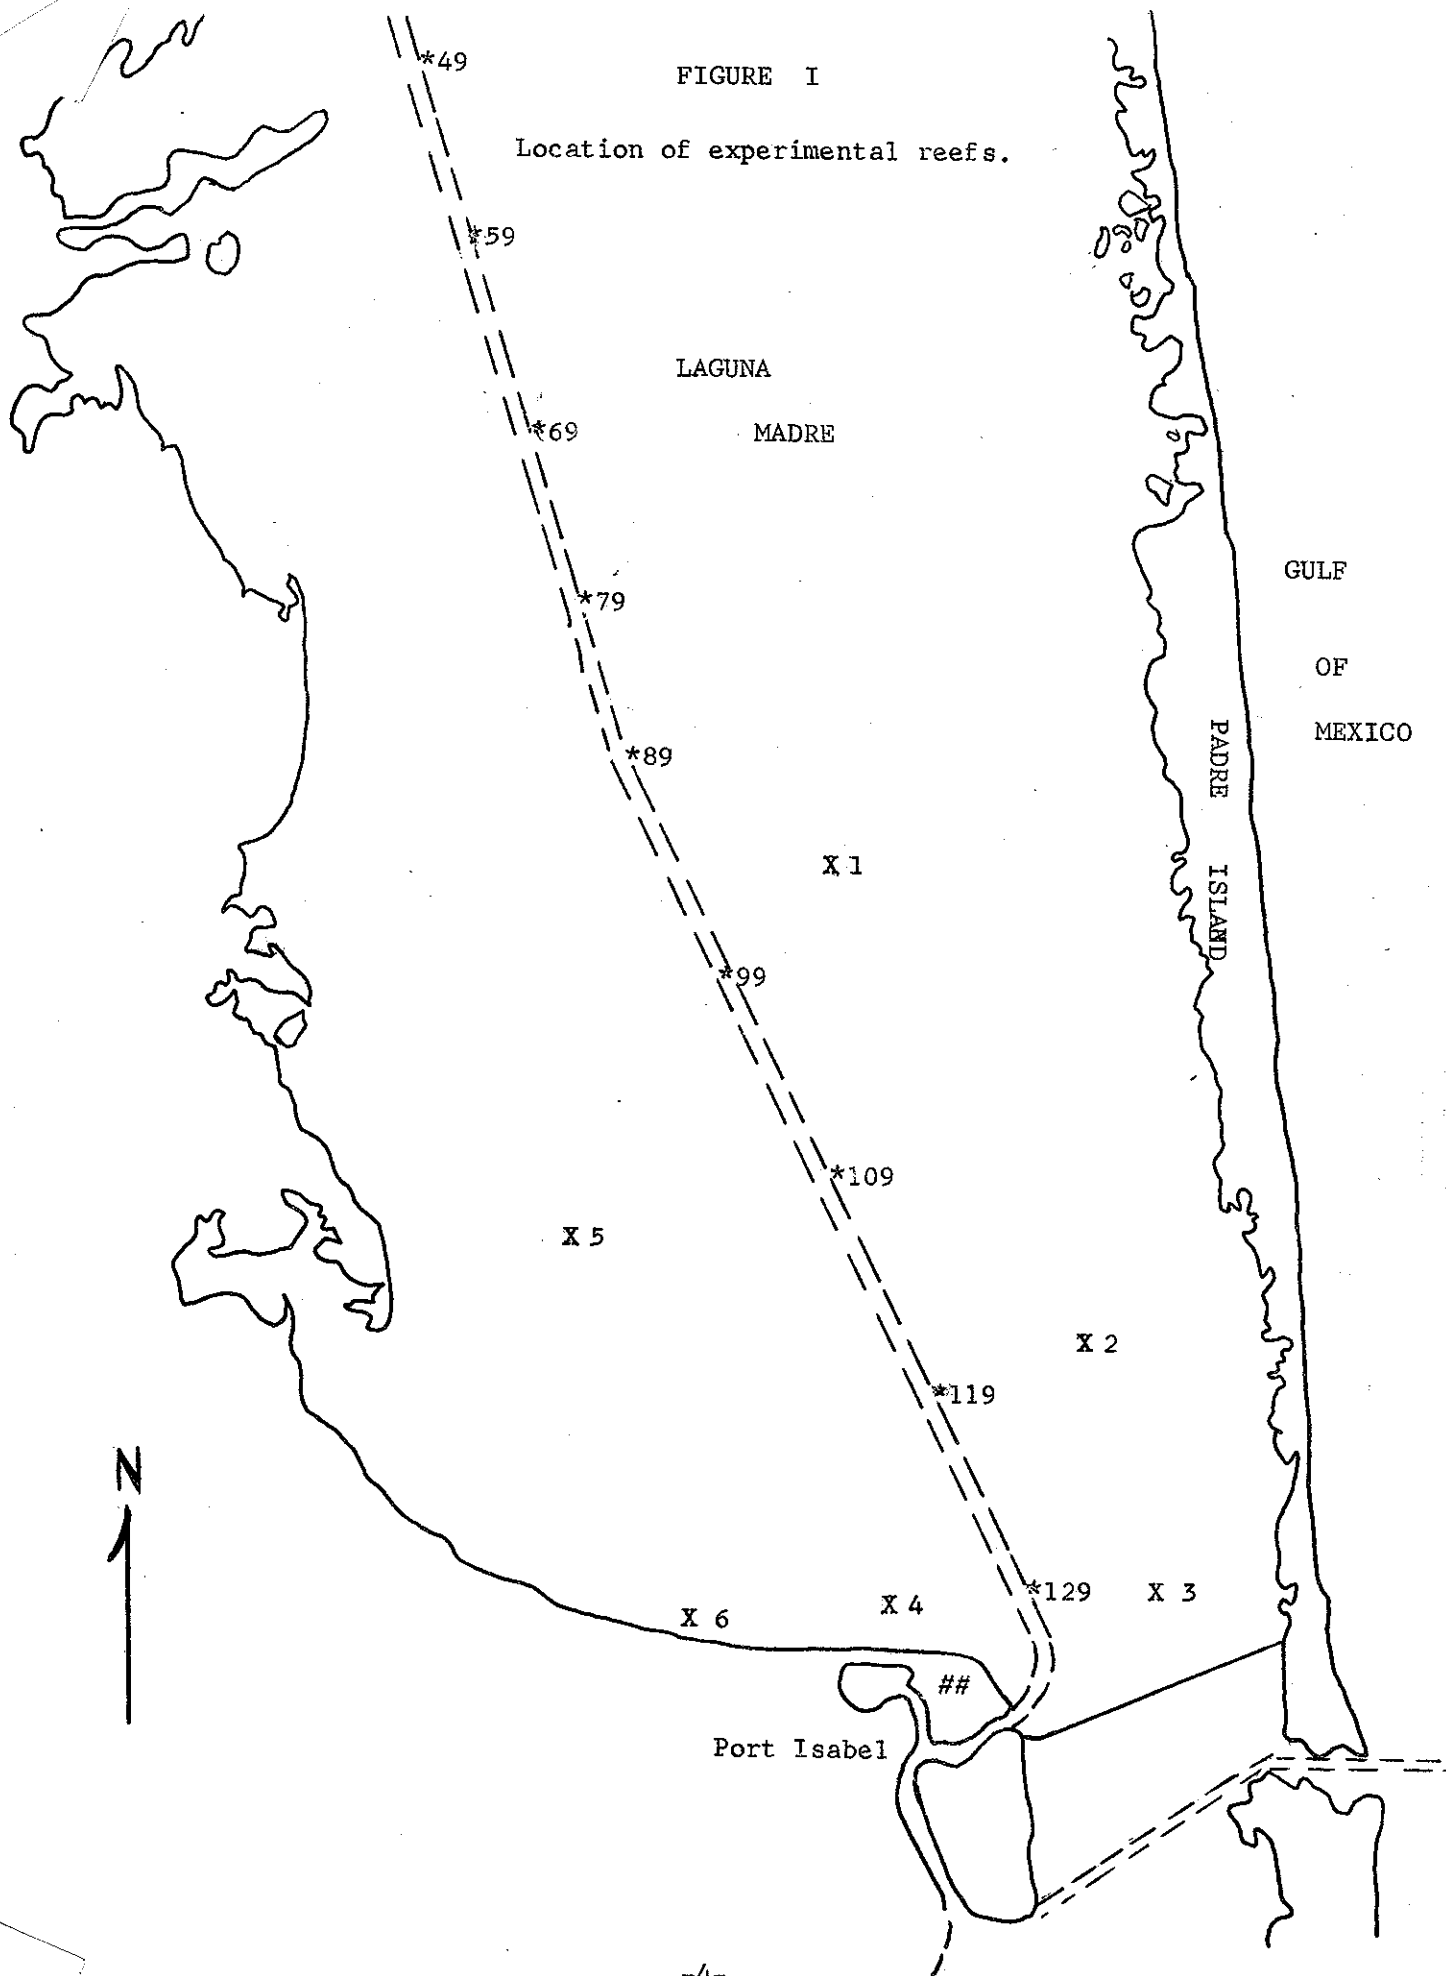 *49
FIGURE I
Location of experimental reefs.
*59
LAGUNA
*69
MADRE
GULF
*79
OF
MEXICO
PADRE ISLAND
*89
X 1
*99
*109
X 5
X 2
*119
N
*129
X 3
X 4
X 6
##
Port Isabel
-4-